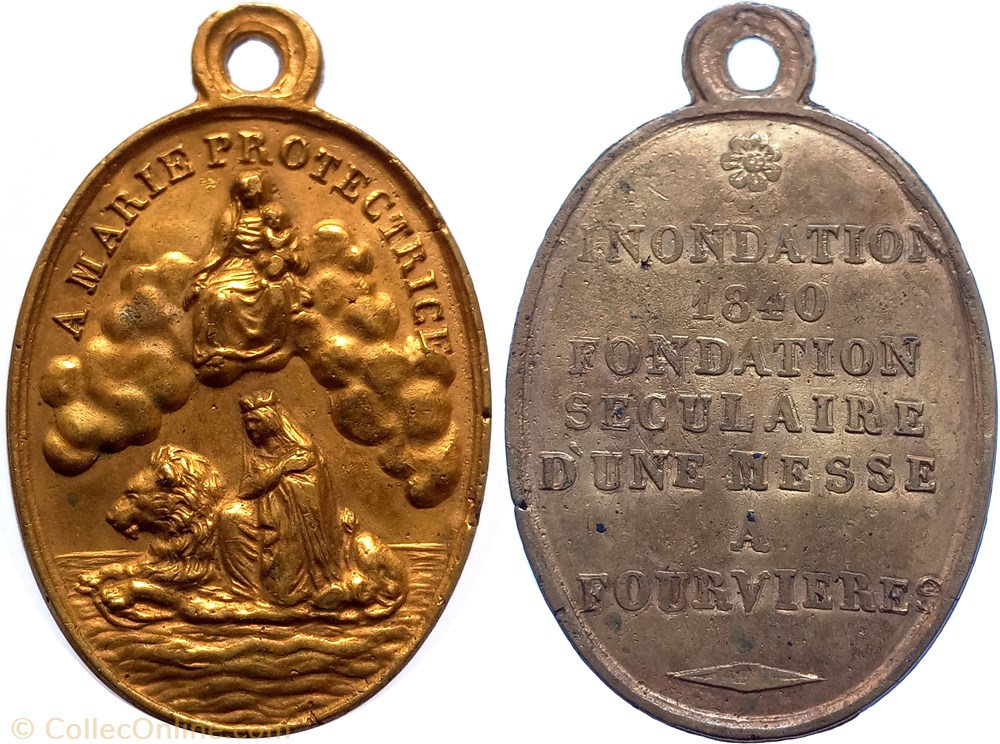 A MARIE PROTECTRICE
INONDATION
1840
FONDATION
SECULAIRE
D'UNE MESSE
A
FOURVIERES
© CollecOnline.com